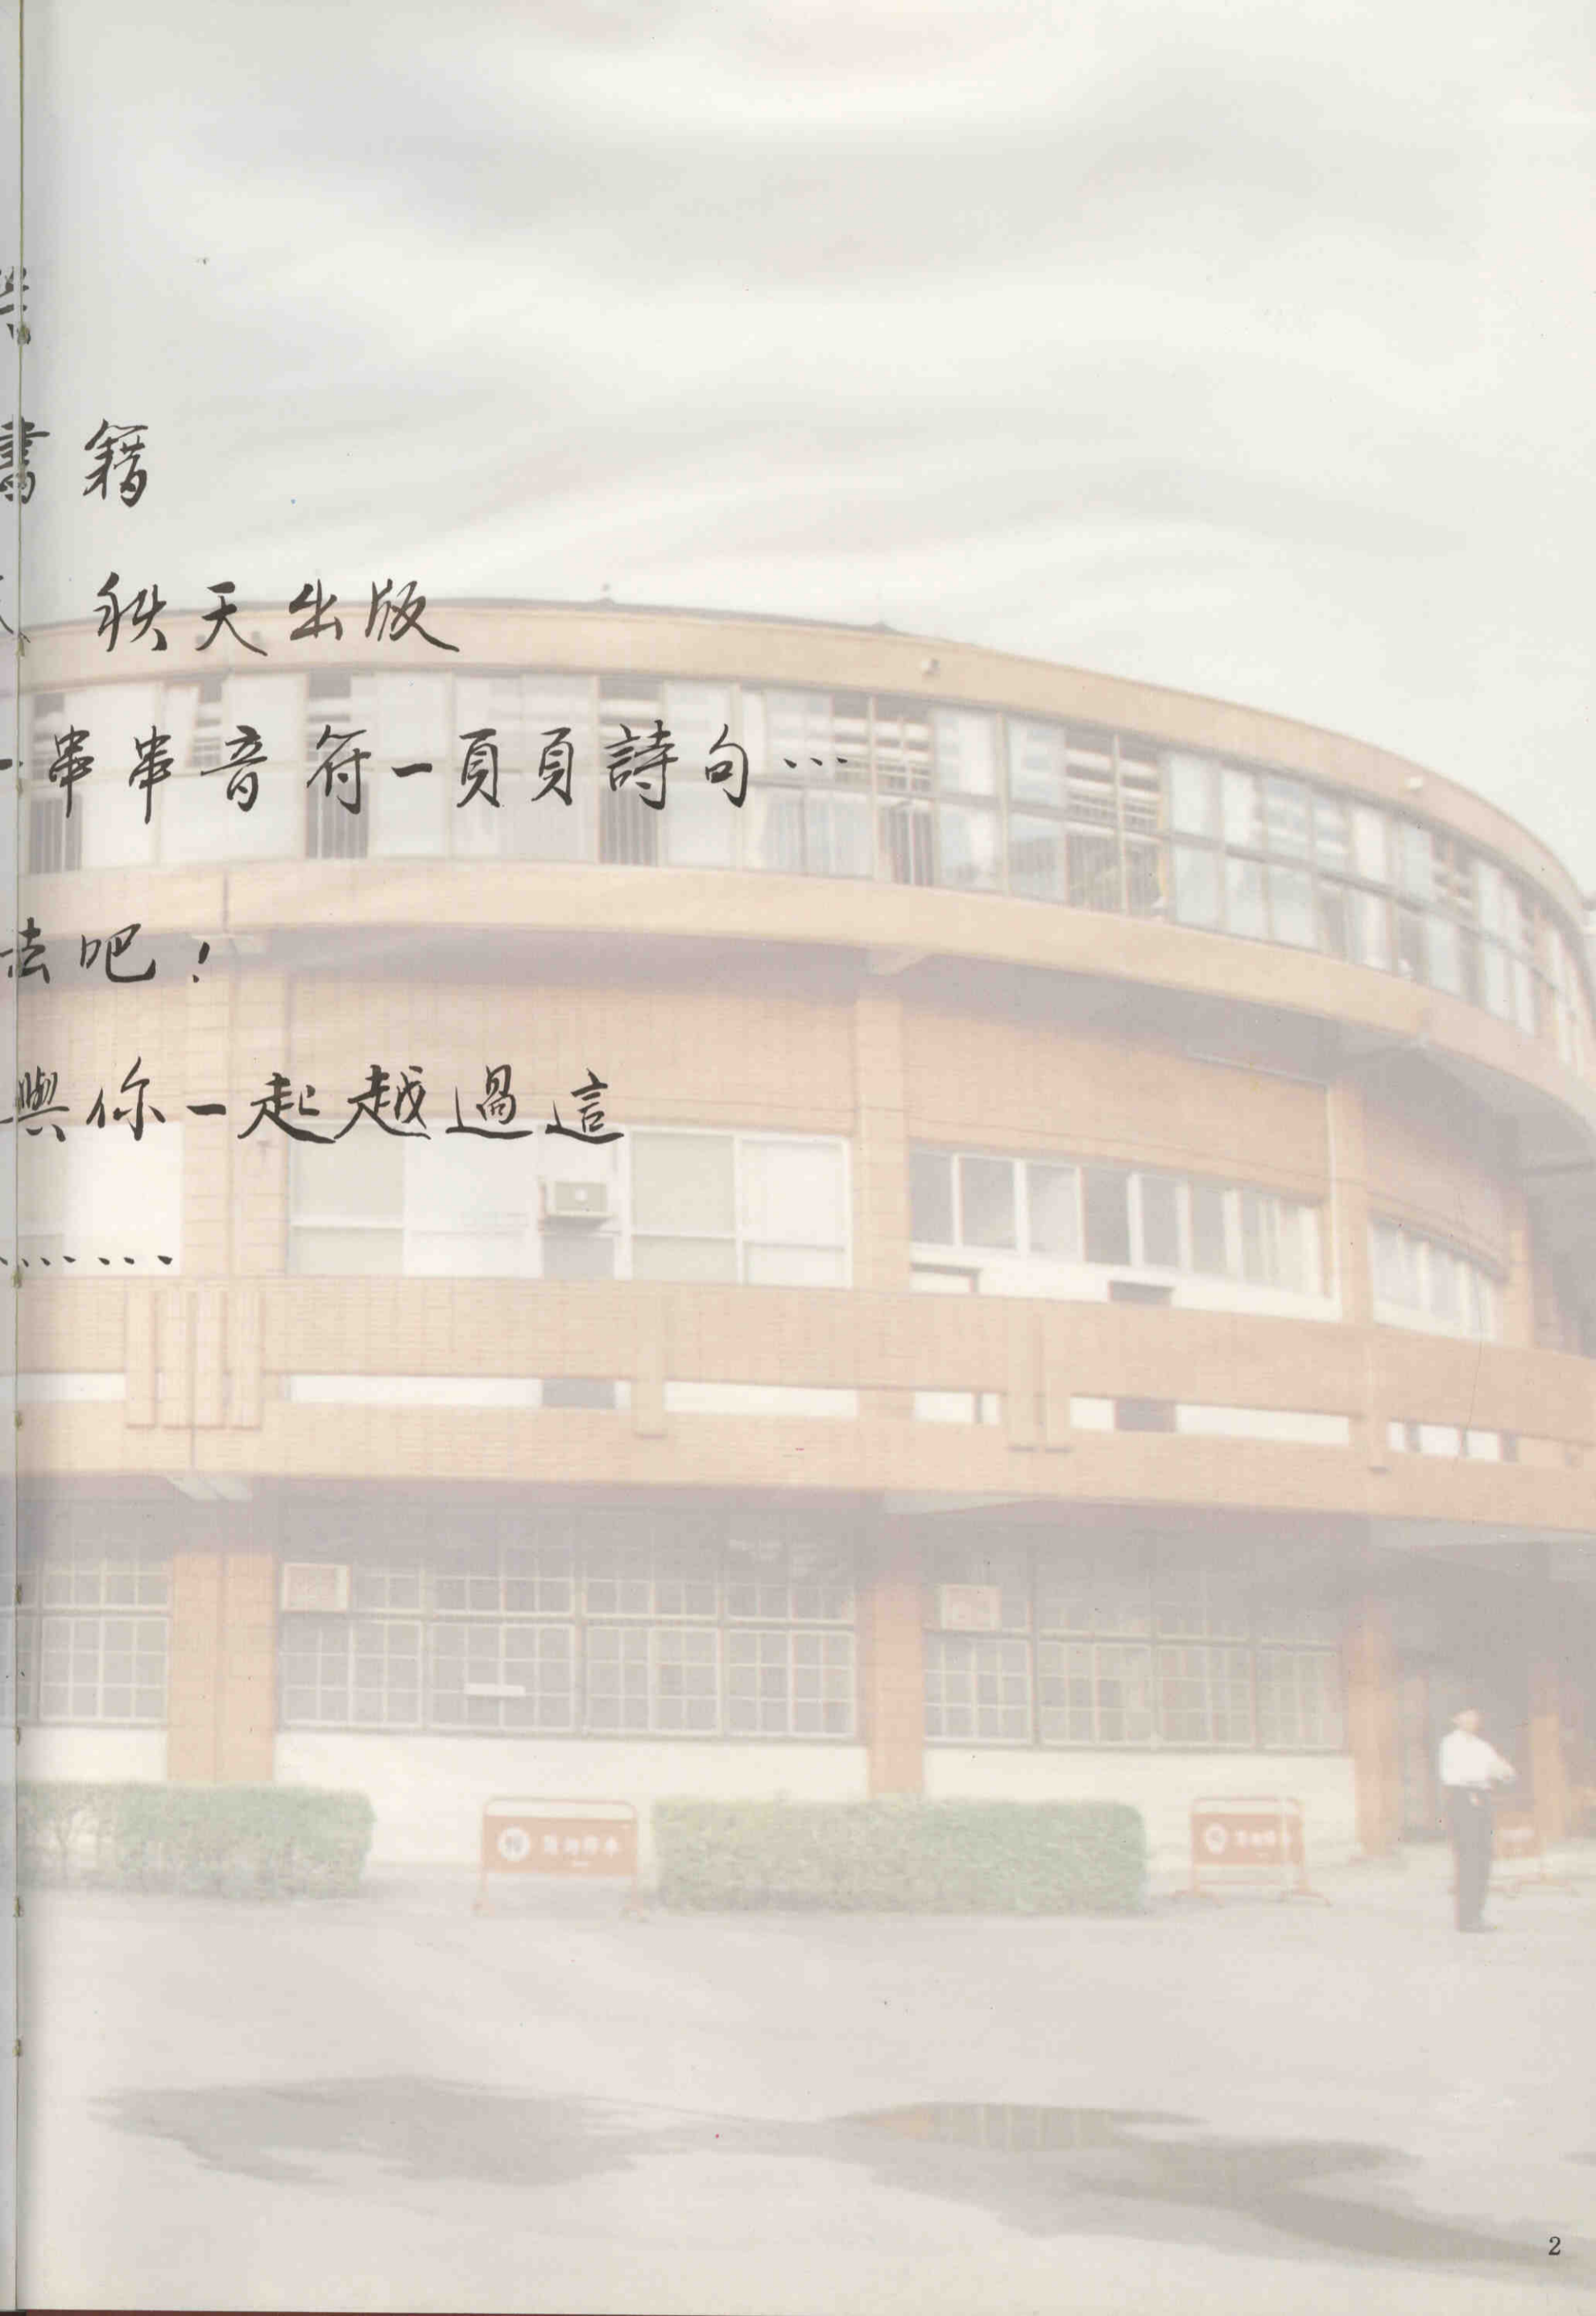 書籍
秋天出版
一串串音符一頁頁詩句…
去吧！
與你一起越過這
………
2